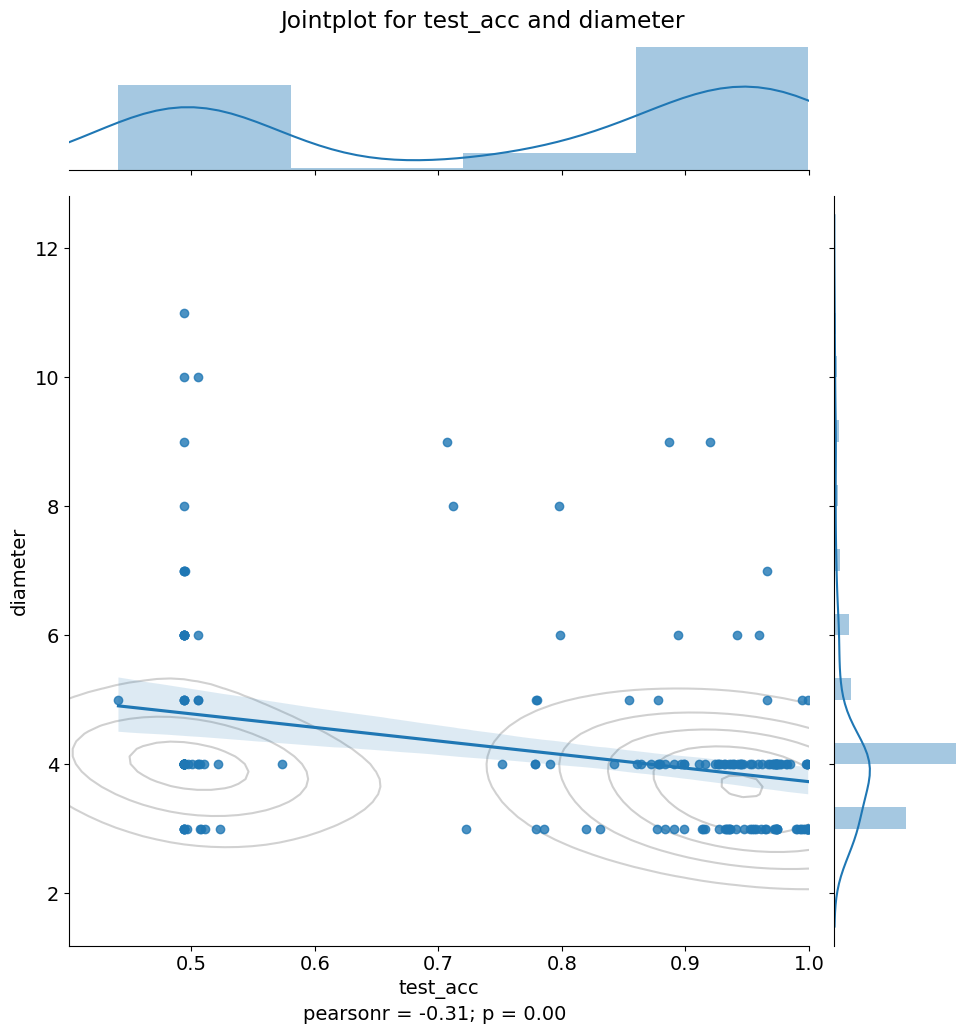 Jointplot for test_acc and diameter
12
10
8
6
4
2
diameter
0.5 0.6 0.7 0.8 0.9 1.0
test_acc
pearsonr = -0.31; p = 0.00